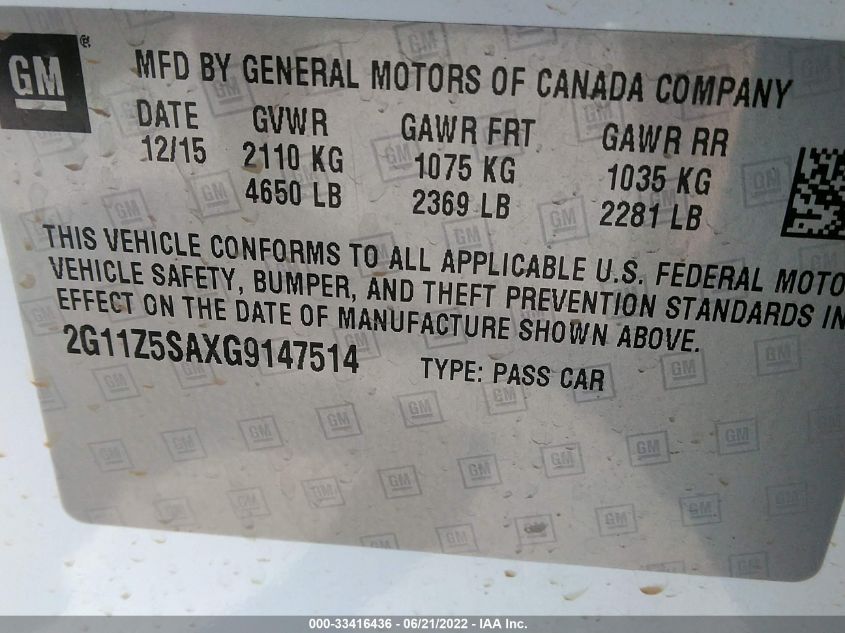 GM®
MFD BY GENERAL MOTORS OF CANADA COMPANY
DATE GVWR GAWR FRT GAWR RR
12/15 2110 KG 1075 KG 1035 KG
4650 LB 2369 LB 2281 LB
THIS VEHICLE CONFORMS TO ALL APPLICABLE U.S. FEDERAL MOTO
VEHICLE SAFETY, BUMPER, AND THEFT PREVENTION STANDARDS IN
EFFECT ON THE DATE OF MANUFACTURE SHOWN ABOVE.
2G11Z5SAXG9147514 TYPE: PASS CAR
000-33416436 - 06/21/2022 - IAA Inc.